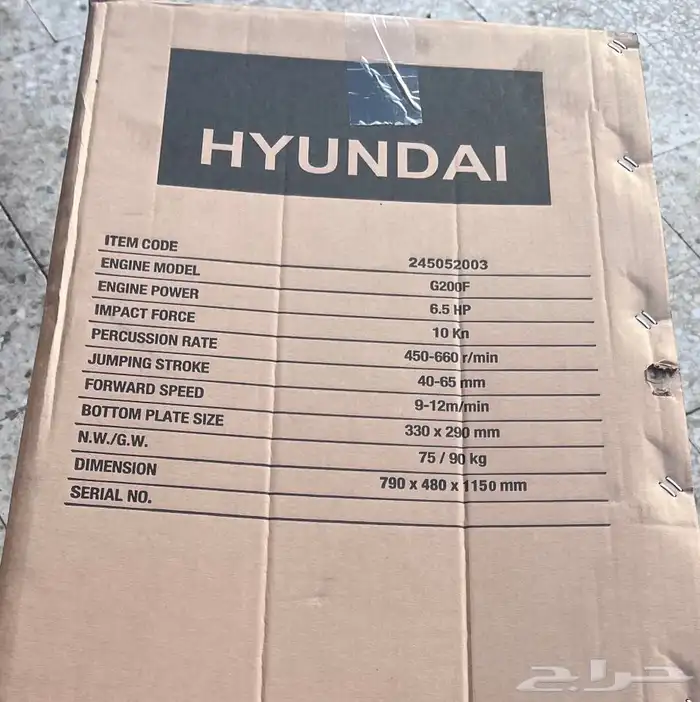 HYUNDAI
ITEM CODE 245052003
ENGINE MODEL G200F
ENGINE POWER 6.5 HP
IMPACT FORCE 10 Kn
PERCUSSION RATE 450-660 r/min
JUMPING STROKE 40-65 mm
FORWARD SPEED 9-12m/min
BOTTOM PLATE SIZE 330 x 290 mm
N.W./G.W. 75 / 90 kg
DIMENSION 790 x 480 x 1150 mm
SERIAL NO.
حراج